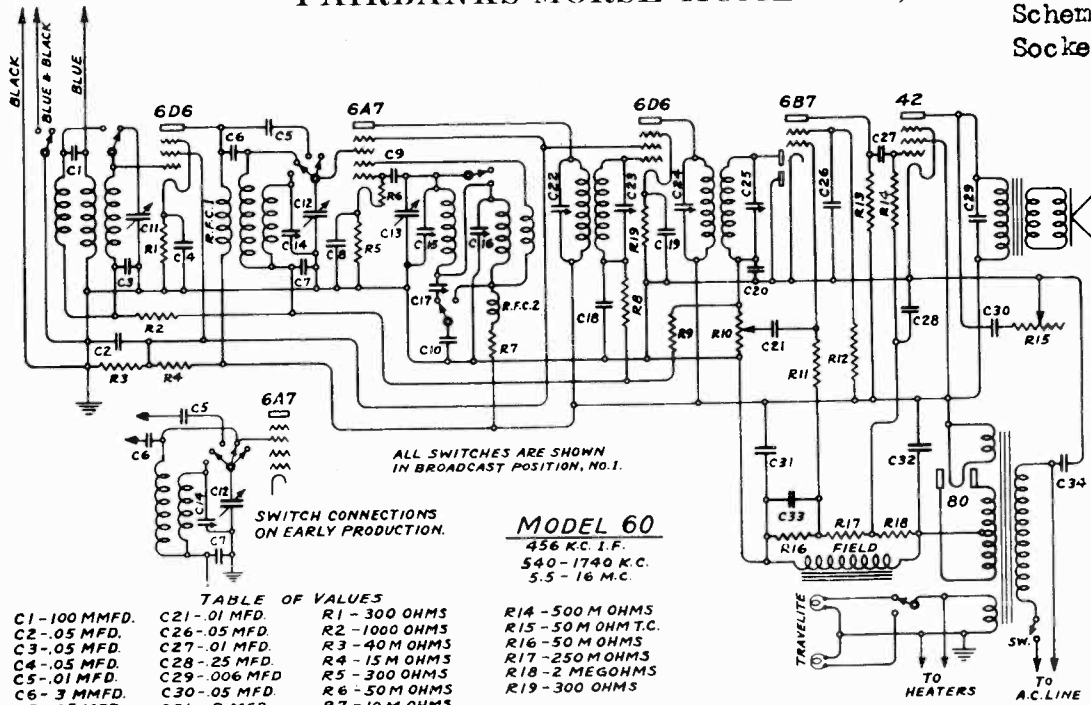 FAIRBANKS MORSE
Schem
Socke
BLACK
BLUE & BLACK
BLUE
6D6
6A7
6D6
6B7
42
C1
C11
R1
C4
C3
R2
C2
R3
R4
R.F.C.1
C6
C5
C14
C12
C7
C8
R5
C9
R6
C13
C15
C16
C17
C10
R.F.C.2
R7
C22
C23
C18
R8
R19
C19
C24
C25
C20
R9
R10
C21
C26
R11
R12
R13
C27
R14
C28
C29
C30
R15
C31
C32
C33
R16
R17
R18
FIELD
80
C34
SW.
TRAVELITE
TO HEATERS
TO A.C. LINE
C5
C6
6A7
C14
C12
C7
SWITCH CONNECTIONS
ON EARLY PRODUCTION.
ALL SWITCHES ARE SHOWN
IN BROADCAST POSITION, NO.1.
MODEL 60
456 K.C. I.F.
540-1740 K.C.
5.5 - 16 M.C.
TABLE OF VALUES
C1-100 MMFD. C21-.01 MFD. R1-300 OHMS R14-500 M OHMS
C2-.05 MFD. C26-.05 MFD. R2-1000 OHMS R15-50 M OHM T.C.
C3-.05 MFD. C27-.01 MFD. R3-40 M OHMS R16-50 M OHMS
C4-.05 MFD. C28-.25 MFD. R4-15 M OHMS R17-250 M OHMS
C5-.01 MFD. C29-.006 MFD R5-300 OHMS R18-2 MEGOHMS
C6-3 MMFD. C30-.05 MFD. R6-50 M OHMS R19-300 OHMS